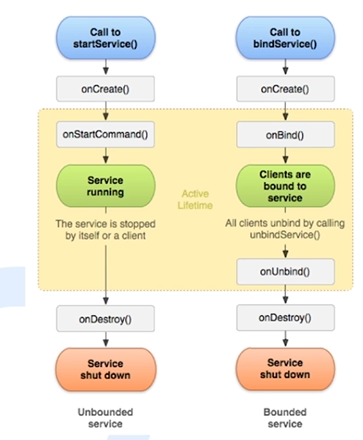 Call to
startService()
onCreate()
onStartCommand()
Service
running
The service is stopped
by itself or a client
onDestroy()
Service
shut down
Unbounded
service
Active
Lifetime
Call to
bindService()
onCreate()
onBind()
Clients are
bound to
service
All clients unbind by calling
unbindService()
onUnbind()
onDestroy()
Service
shut down
Bounded
service